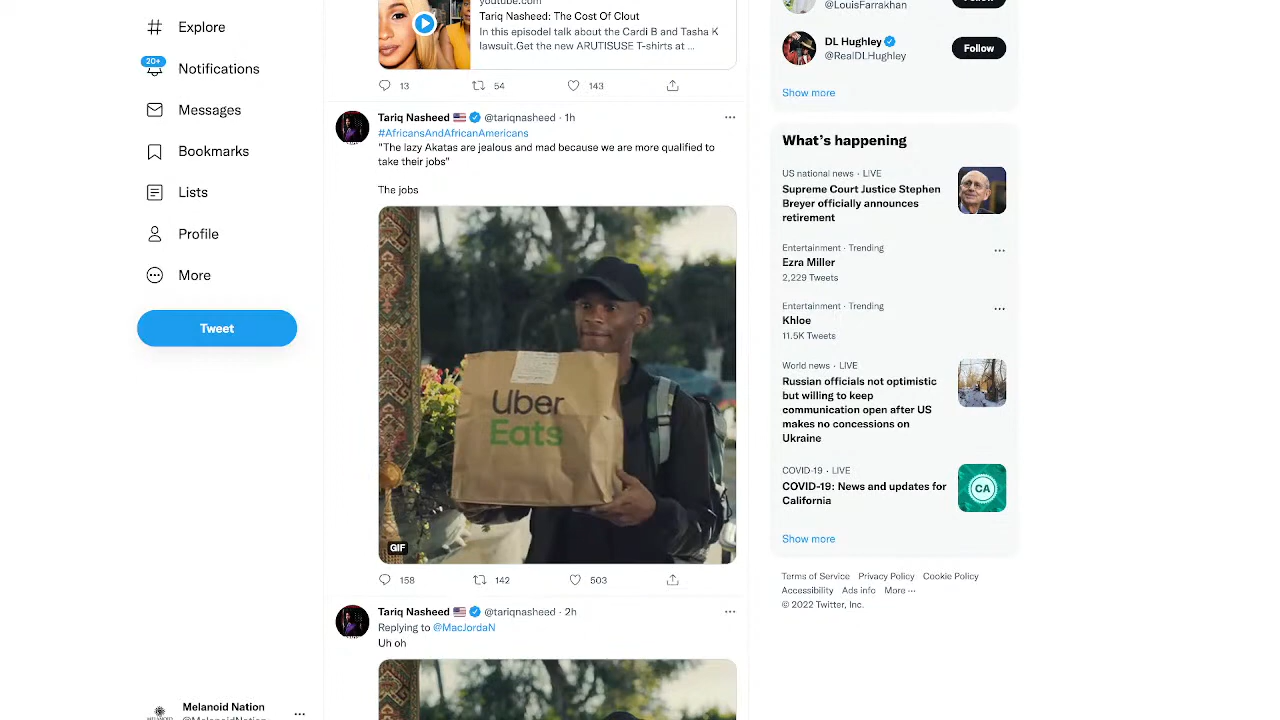 Explore
20+
Notifications
Messages
Bookmarks
Lists
Profile
More
Tweet
Melanoid Nation
youtube.com
Tariq Nasheed: The Cost Of Clout
In this episodeI talk about the Cardi B and Tasha K
lawsuit.Get the new ARUTISUSE T-shirts at ...
13
54
143
Tariq Nasheed @tariqnasheed · 1h
#AfricansAndAfricanAmericans
"The lazy Akatas are jealous and mad because we are more qualified to
take their jobs"
The jobs
Uber
Eats
GIF
158
142
503
Tariq Nasheed @tariqnasheed · 2h
Replying to @MacJordaN
Uh oh
@LouisFarrakhan
DL Hughley
@RealDLHughley
Follow
Show more
What's happening
US national news · LIVE
Supreme Court Justice Stephen
Breyer officially announces
retirement
Entertainment · Trending
Ezra Miller
2,229 Tweets
Entertainment · Trending
Khloe
11.5K Tweets
World news · LIVE
Russian officials not optimistic
but willing to keep
communication open after US
makes no concessions on
Ukraine
COVID-19 · LIVE
COVID-19: News and updates for
California
CA
Show more
Terms of Service Privacy Policy Cookie Policy
Accessibility Ads info More ···
© 2022 Twitter, Inc.